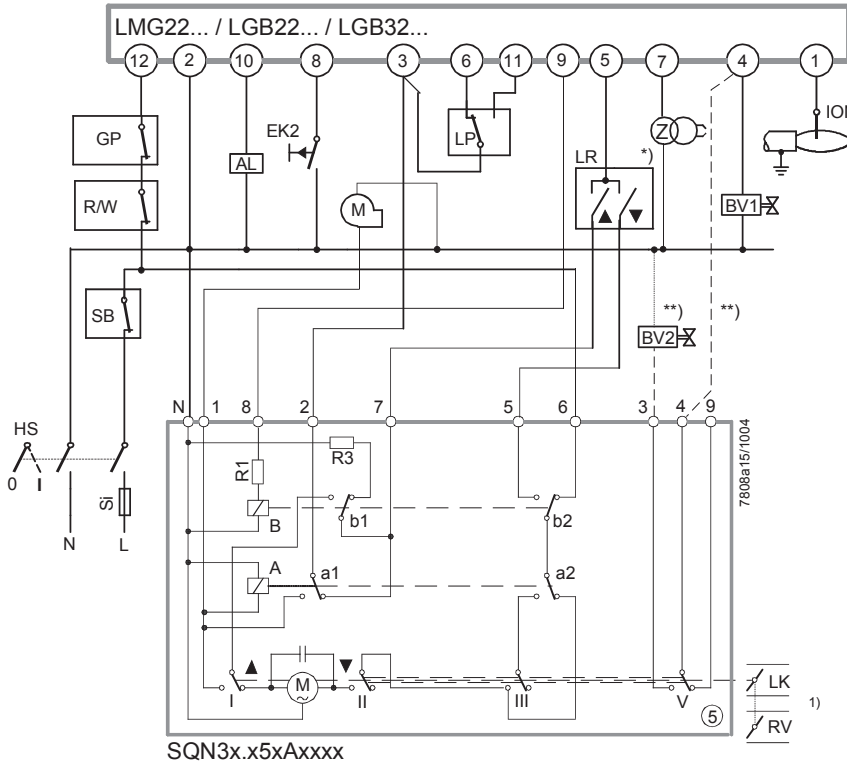 LMG22... / LGB22... / LGB32...
12 2 10 8 3 6 11 9 5 7 4 1
ION
GP
EK2
LP
Z
AL
LR *)
R/W
M
BV1
SB
**) **)
BV2
N 1 8 2 7 5 6 3 4 9
HS
0 I
Si
N L
R3
R1
B b1 b2
A a1 a2
7808a15/1004
M
I II III V
LK
1)
RV
5
SQN3x.x5xAxxxx